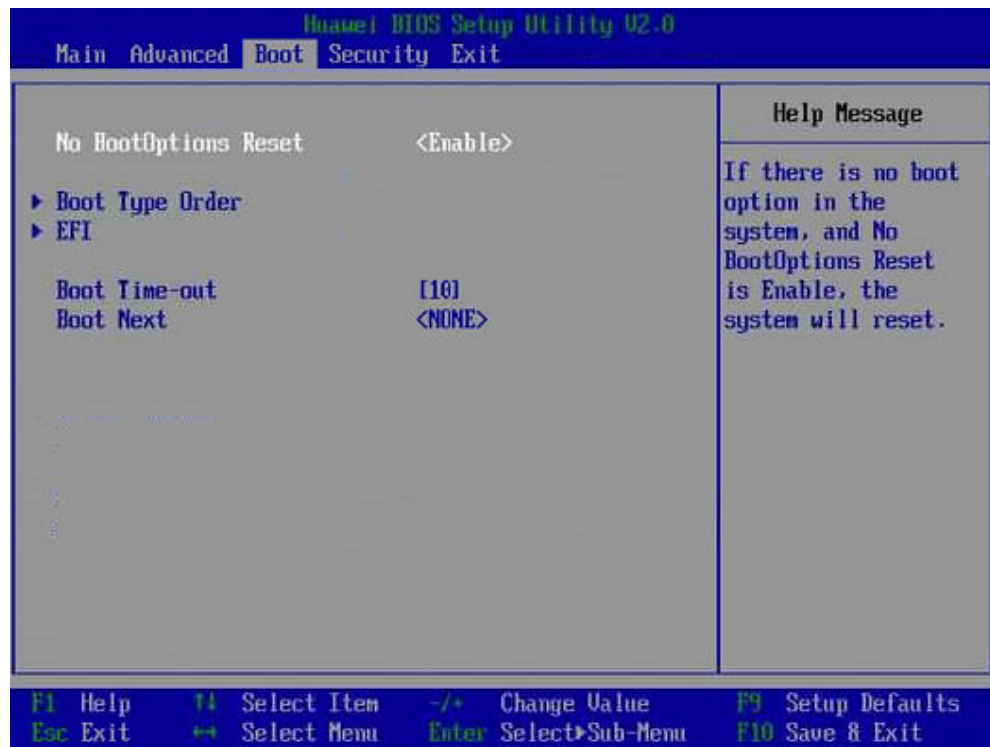 Huawei BIOS Setup Utility V2.0
Main Advanced Boot Security Exit
No BootOptions Reset <Enable>
▶ Boot Type Order
▶ EFI
Boot Time-out [10]
Boot Next <NONE>
Help Message
If there is no boot
option in the
system, and No
BootOptions Reset
is Enable, the
system will reset.
F1 Help ↑↓ Select Item -/+ Change Value F9 Setup Defaults
Esc Exit ↔ Select Menu Enter Select▶Sub-Menu F10 Save & Exit